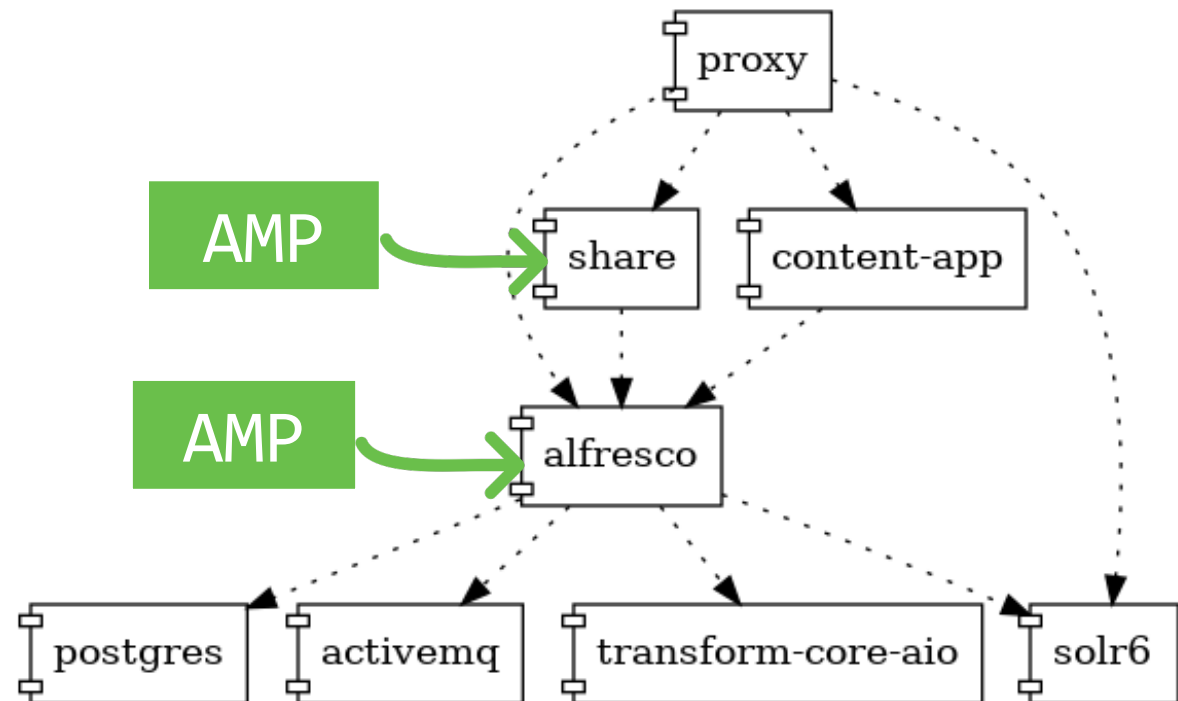 proxy
AMP
share
content-app
AMP
alfresco
postgres
activemq
transform-core-aio
solr6